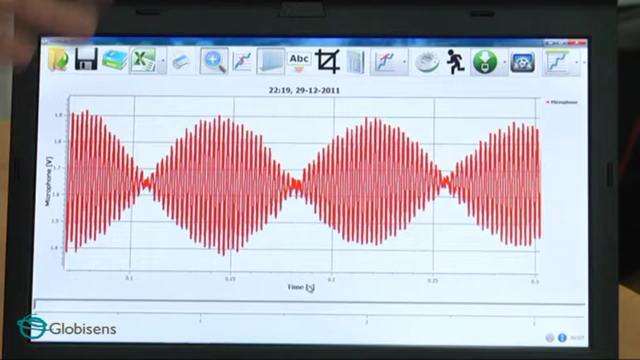 Abc
22:19, 29-12-2011
Microphone
Microphone [V]
0.1
0.15
0.2
0.25
0.3
Time [s]
Globisens